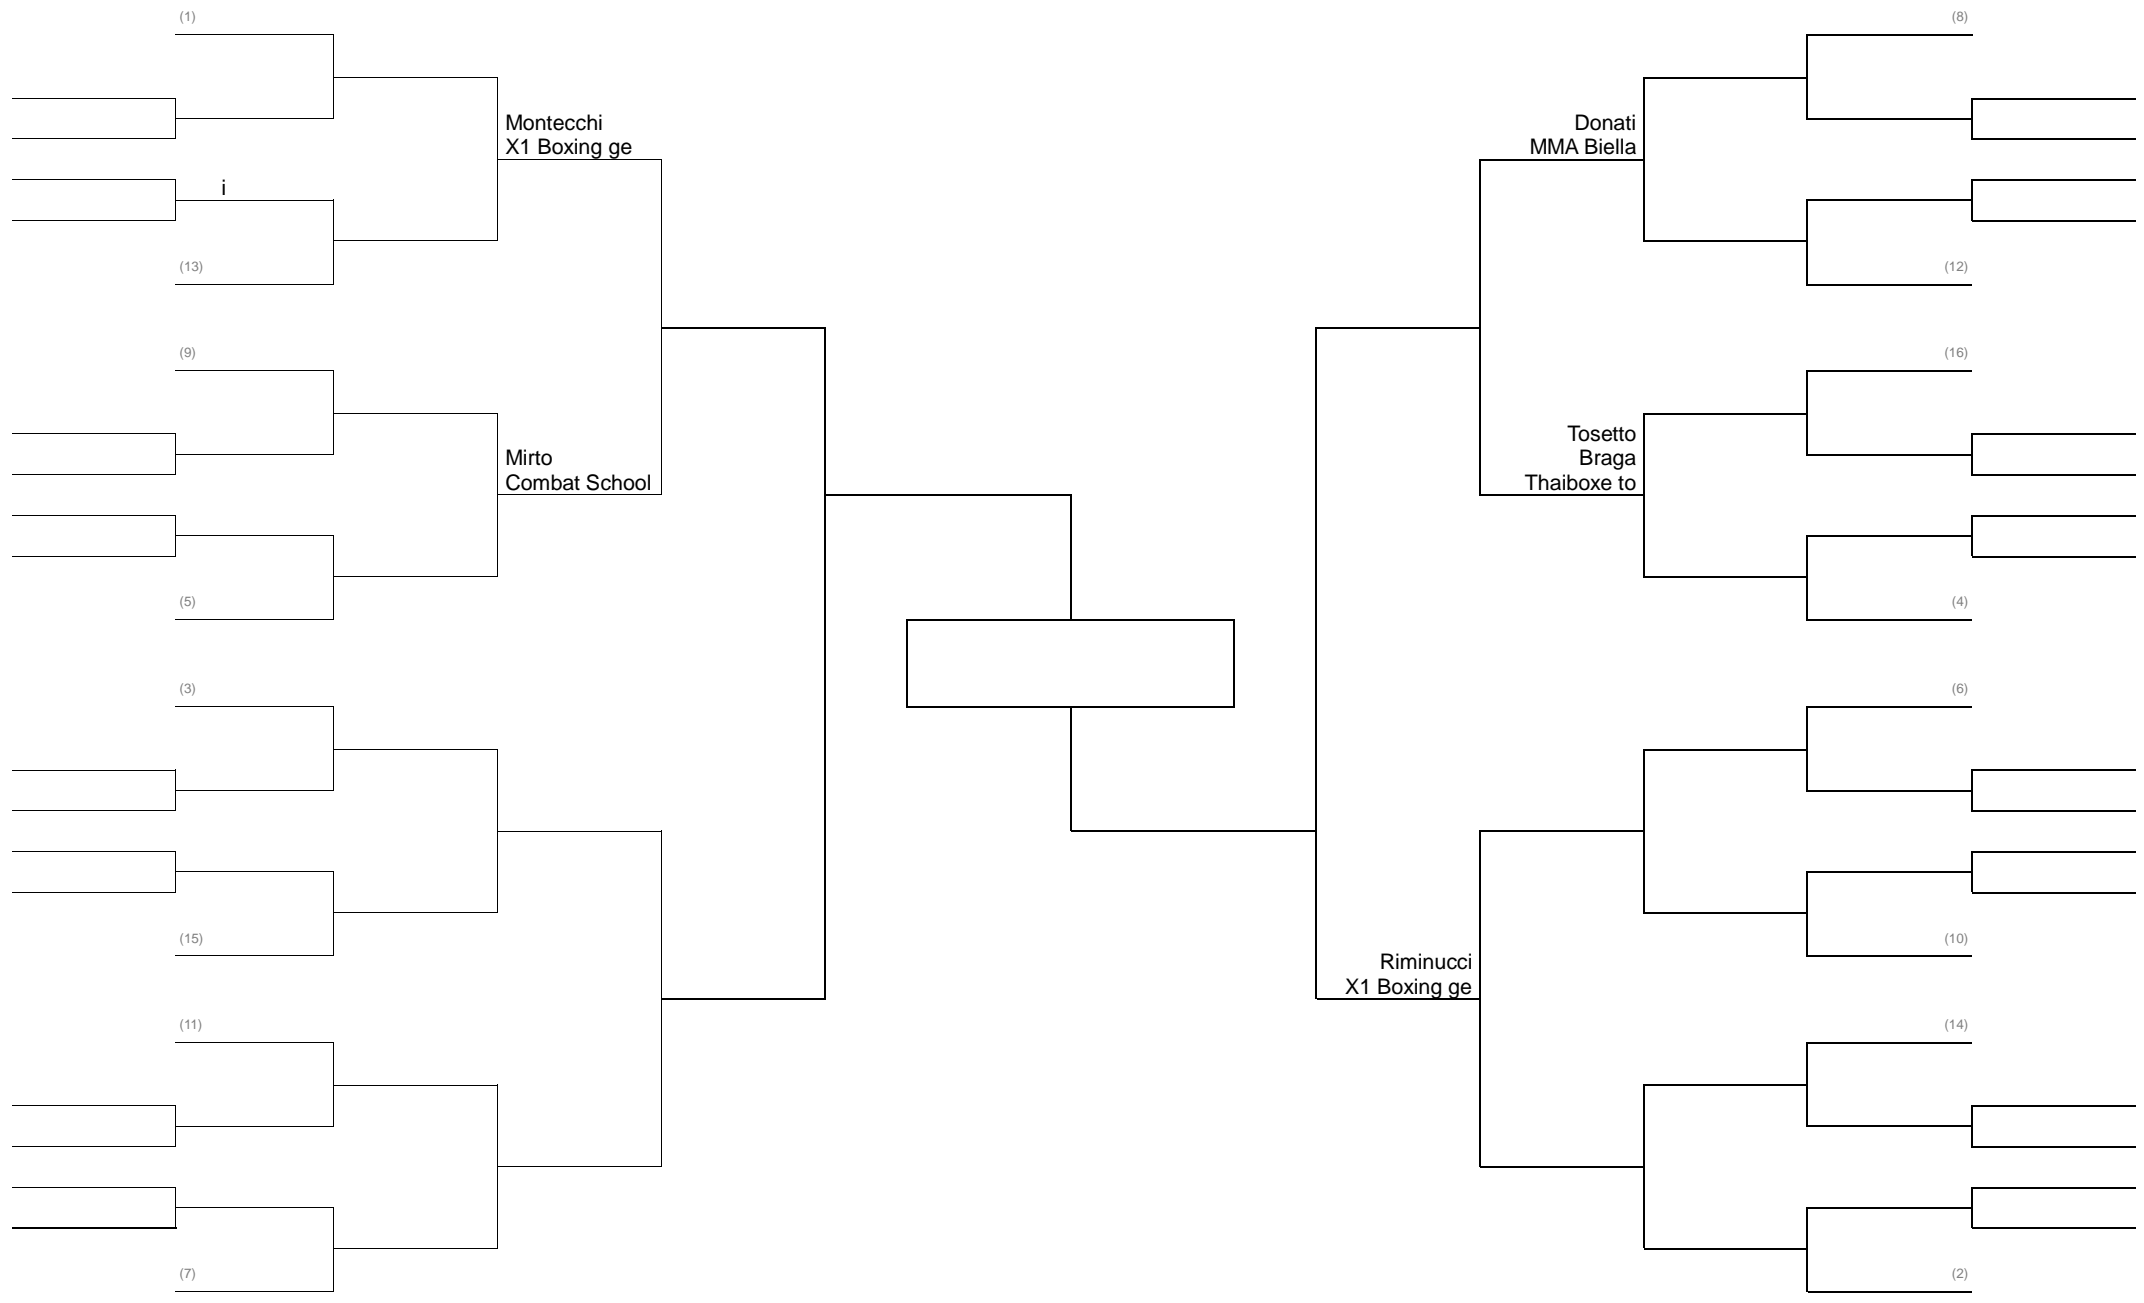 (1)
(8)
Montecchi
X1 Boxing ge
Donati
MMA Biella
i
(13)
(12)
(9)
(16)
Mirto
Combat School
Tosetto
Braga
Thaiboxe to
(5)
(4)
(3)
(6)
(15)
(10)
Riminucci
X1 Boxing ge
(11)
(14)
(7)
(2)